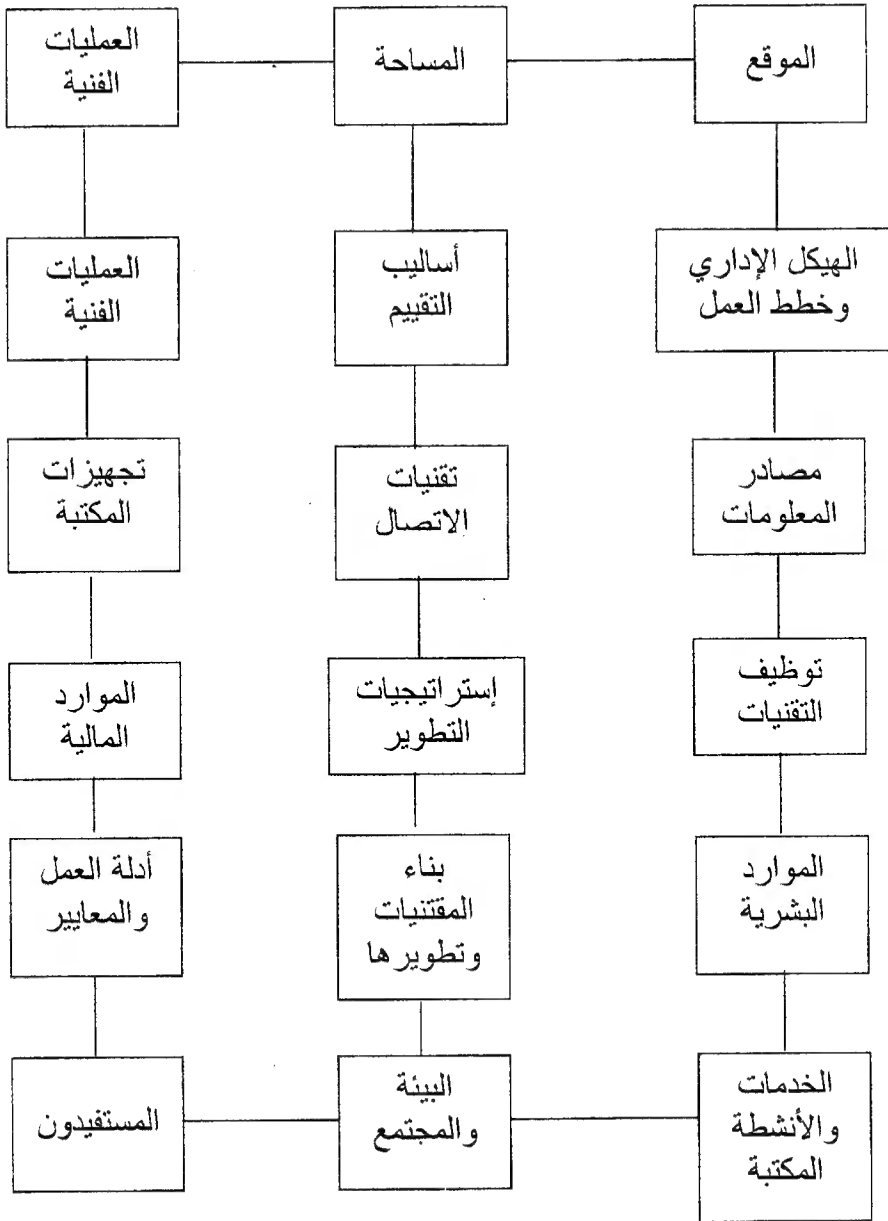 الموقع
المساحة
العمليات
الفنية
الهيكل الإداري
وخطط العمل
أساليب
التقييم
العمليات
الفنية
مصادر
المعلومات
تقنيات
الاتصال
تجهيزات
المكتبة
توظيف
التقنيات
إستراتيجيات
التطوير
الموارد
المالية
الموارد
البشرية
بناء
المقتنيات
وتطويرها
أدلة العمل
والمعايير
الخدمات
والأنشطة
المكتبة
البيئة
والمجتمع
المستفيدون